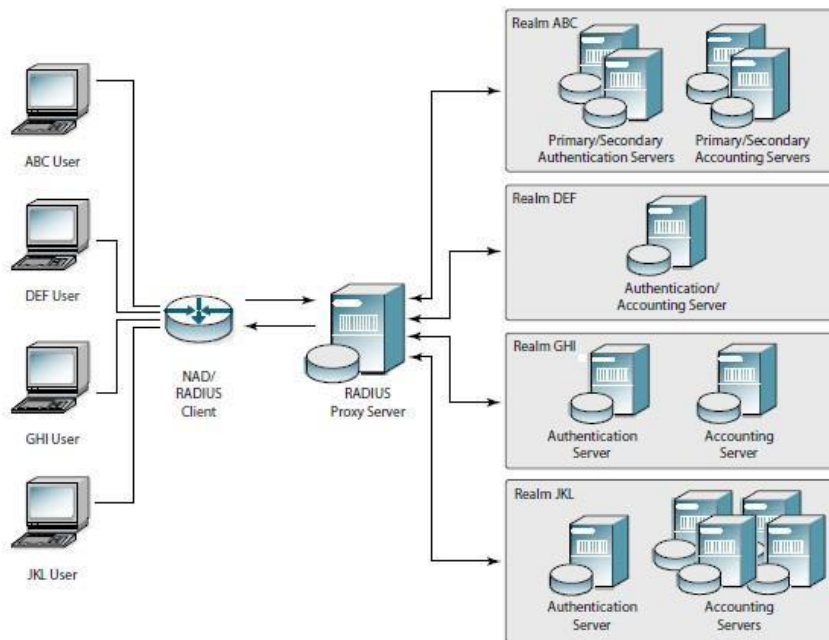 ABC User
DEF User
GHI User
JKL User
NAD/
RADIUS
Client
RADIUS
Proxy Server
Realm ABC
Primary/Secondary
Authentication Servers
Primary/Secondary
Accounting Servers
Realm DEF
Authentication/
Accounting Server
Realm GHI
Authentication
Server
Accounting
Server
Realm JKL
Authentication
Server
Accounting
Servers